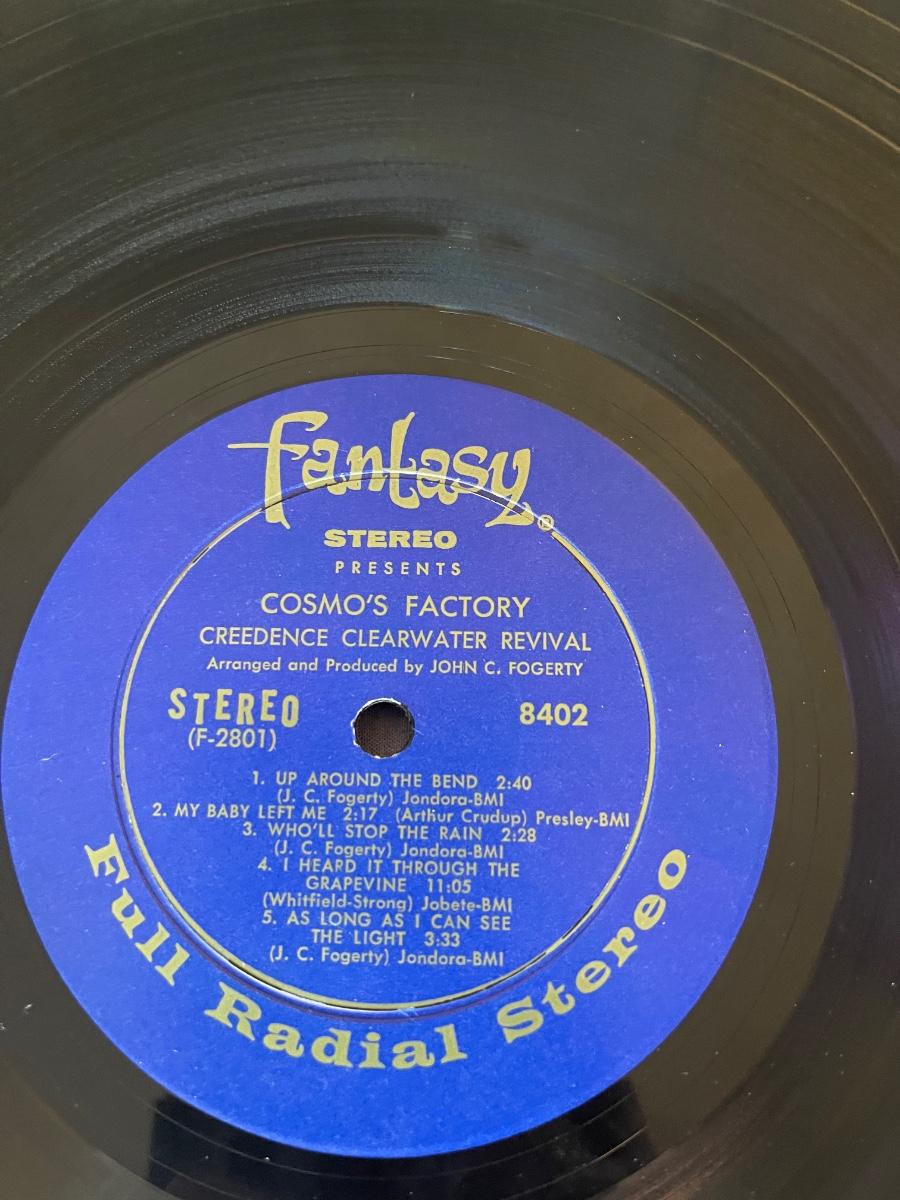 fantasy®
STEREO
PRESENTS
COSMO'S FACTORY
CREEDENCE CLEARWATER REVIVAL
Arranged and Produced by JOHN C. FOGERTY
STEREO 8402
(F-2801)
1. UP AROUND THE BEND 2:40
(J. C. Fogerty) Jondora-BMI
2. MY BABY LEFT ME 2:17 (Arthur Crudup) Presley-BMI
3. WHO'LL STOP THE RAIN 2:28
(J. C. Fogerty) Jondora-BMI
4. I HEARD IT THROUGH THE
GRAPEVINE 11:05
(Whitfield-Strong) Jobete-BMI
5. AS LONG AS I CAN SEE
THE LIGHT 3:33
(J. C. Fogerty) Jondora-BMI
Full Radial Stereo